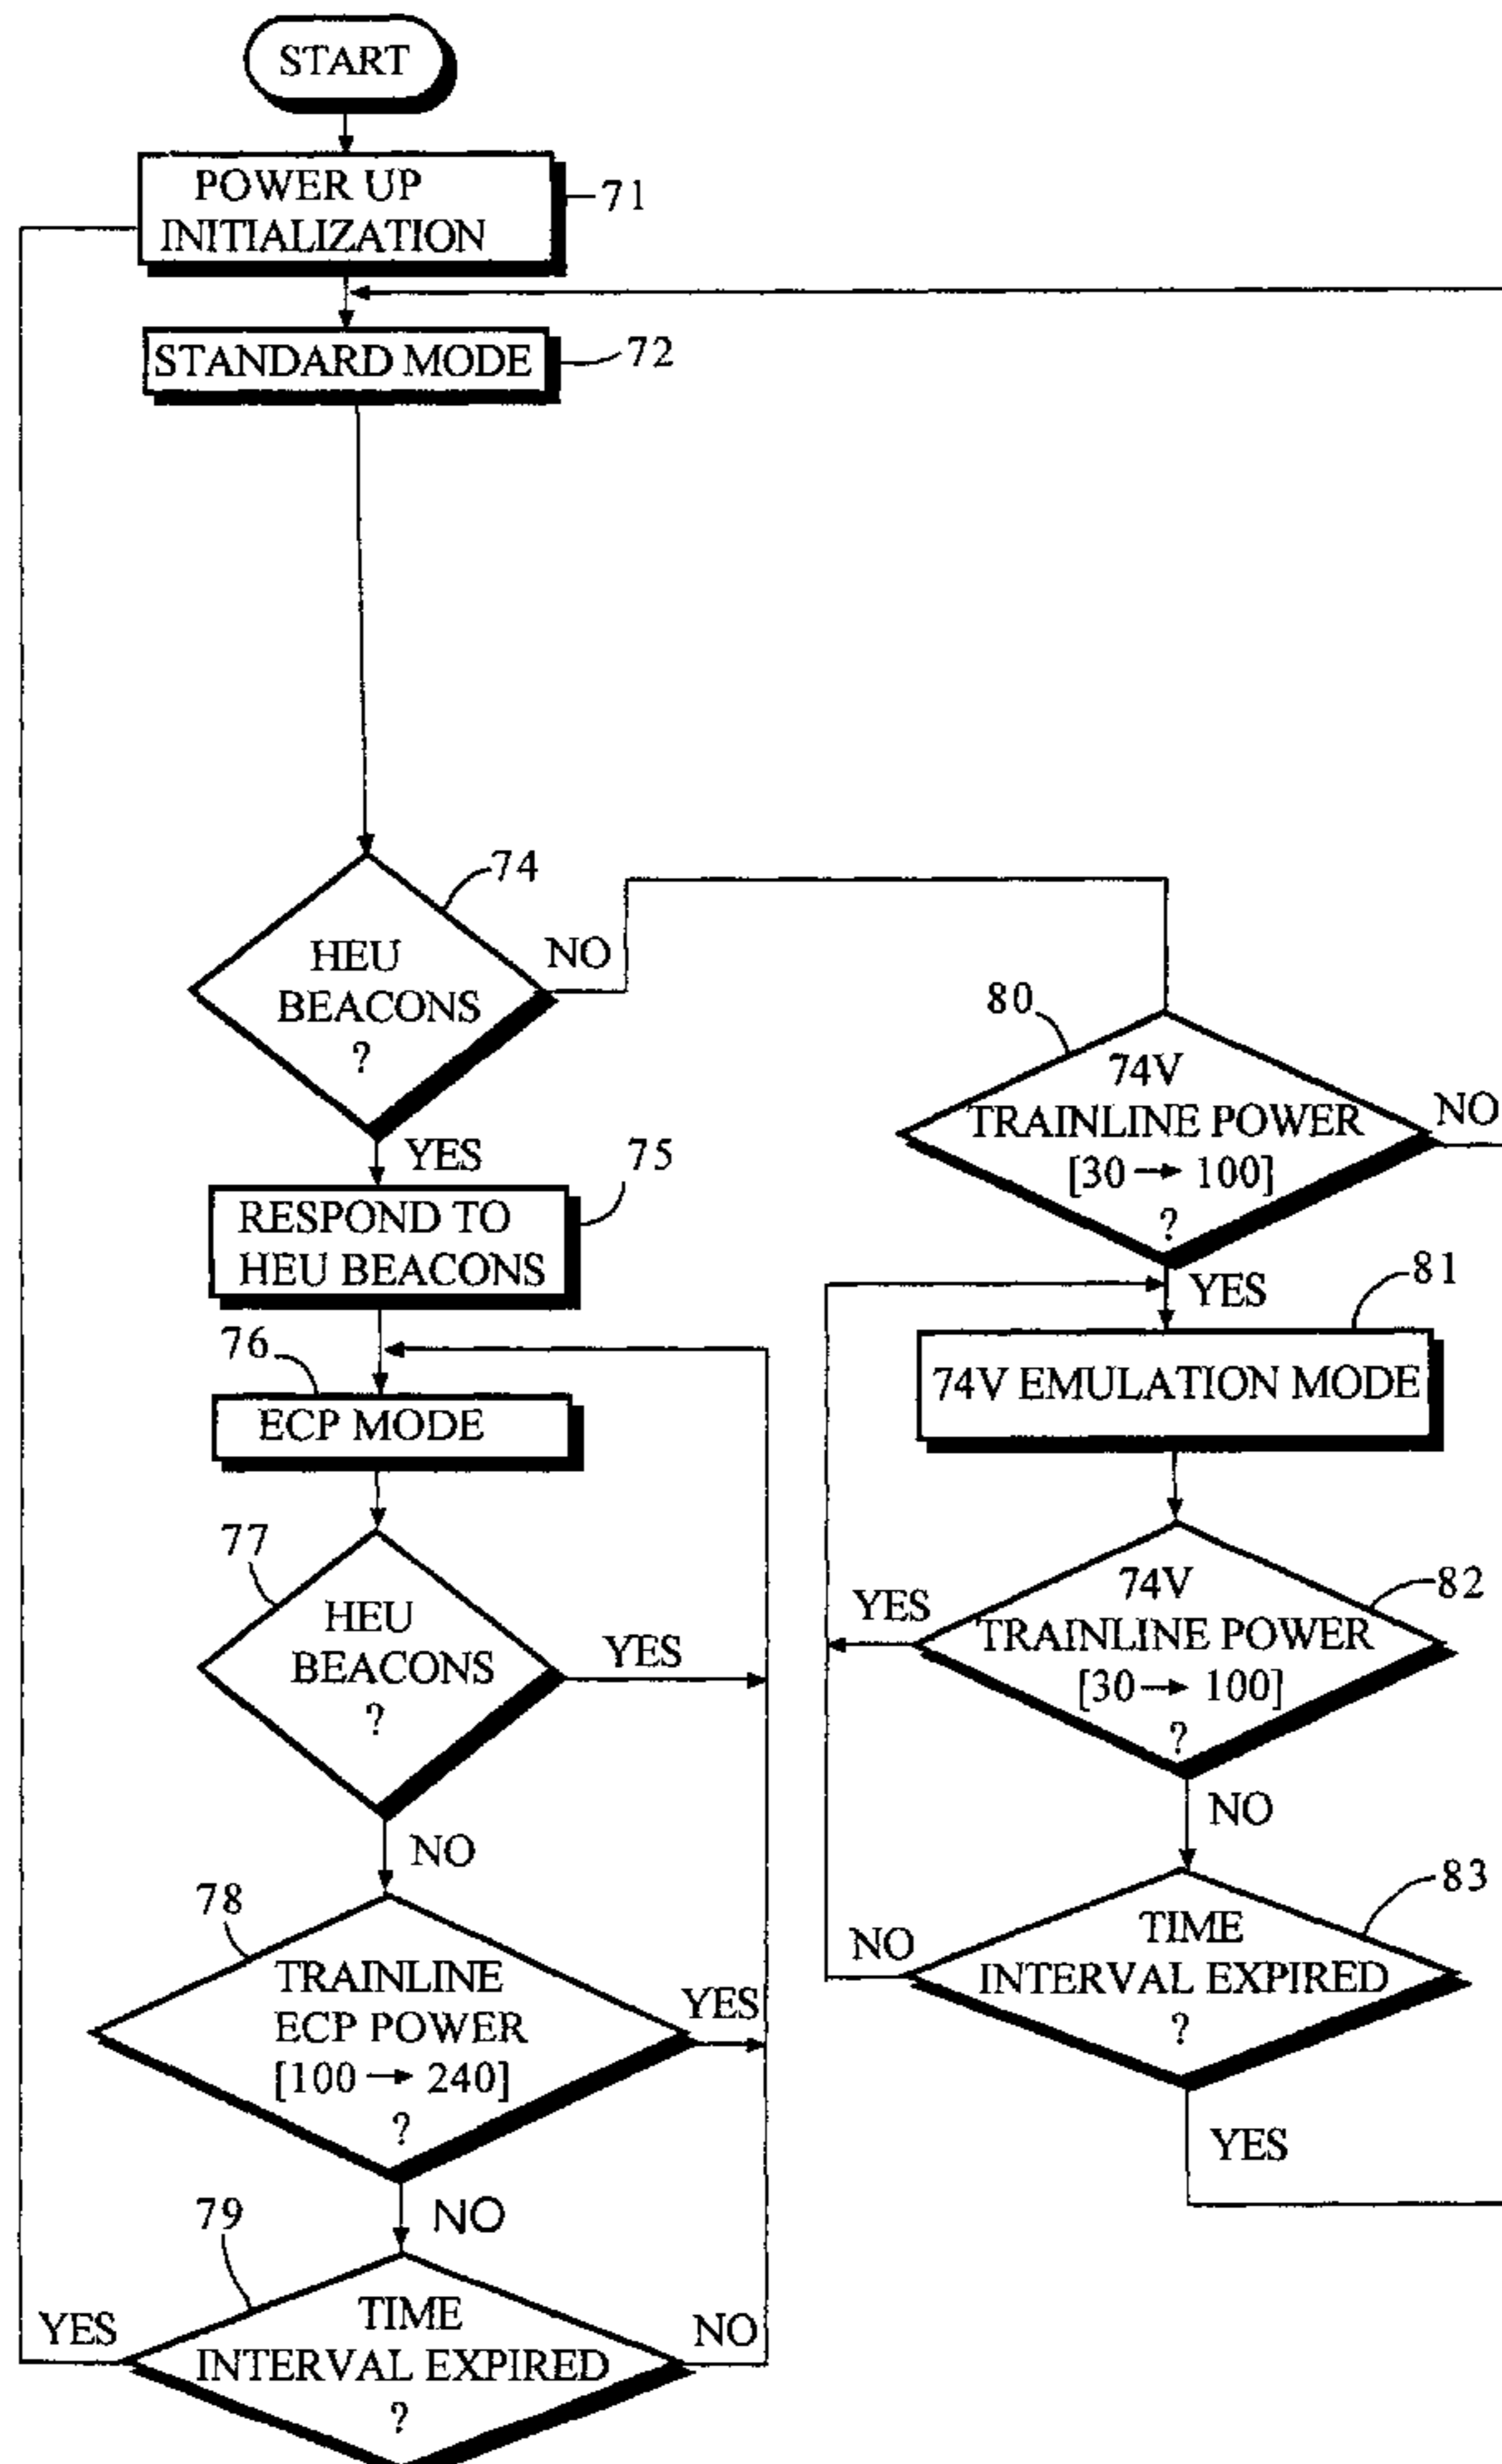 START
POWER UP
INITIALIZATION
71
STANDARD MODE
72
74
HEU
BEACONS
?
NO
YES
75
RESPOND TO
HEU BEACONS
76
ECP MODE
77
HEU
BEACONS
?
YES
NO
78
TRAINLINE
ECP POWER
[100 → 240]
?
YES
NO
79
TIME
INTERVAL EXPIRED
?
YES
NO
80
74V
TRAINLINE POWER
[30 → 100]
?
NO
YES
81
74V EMULATION MODE
82
74V
TRAINLINE POWER
[30 → 100]
?
YES
NO
83
TIME
INTERVAL EXPIRED
?
NO
YES